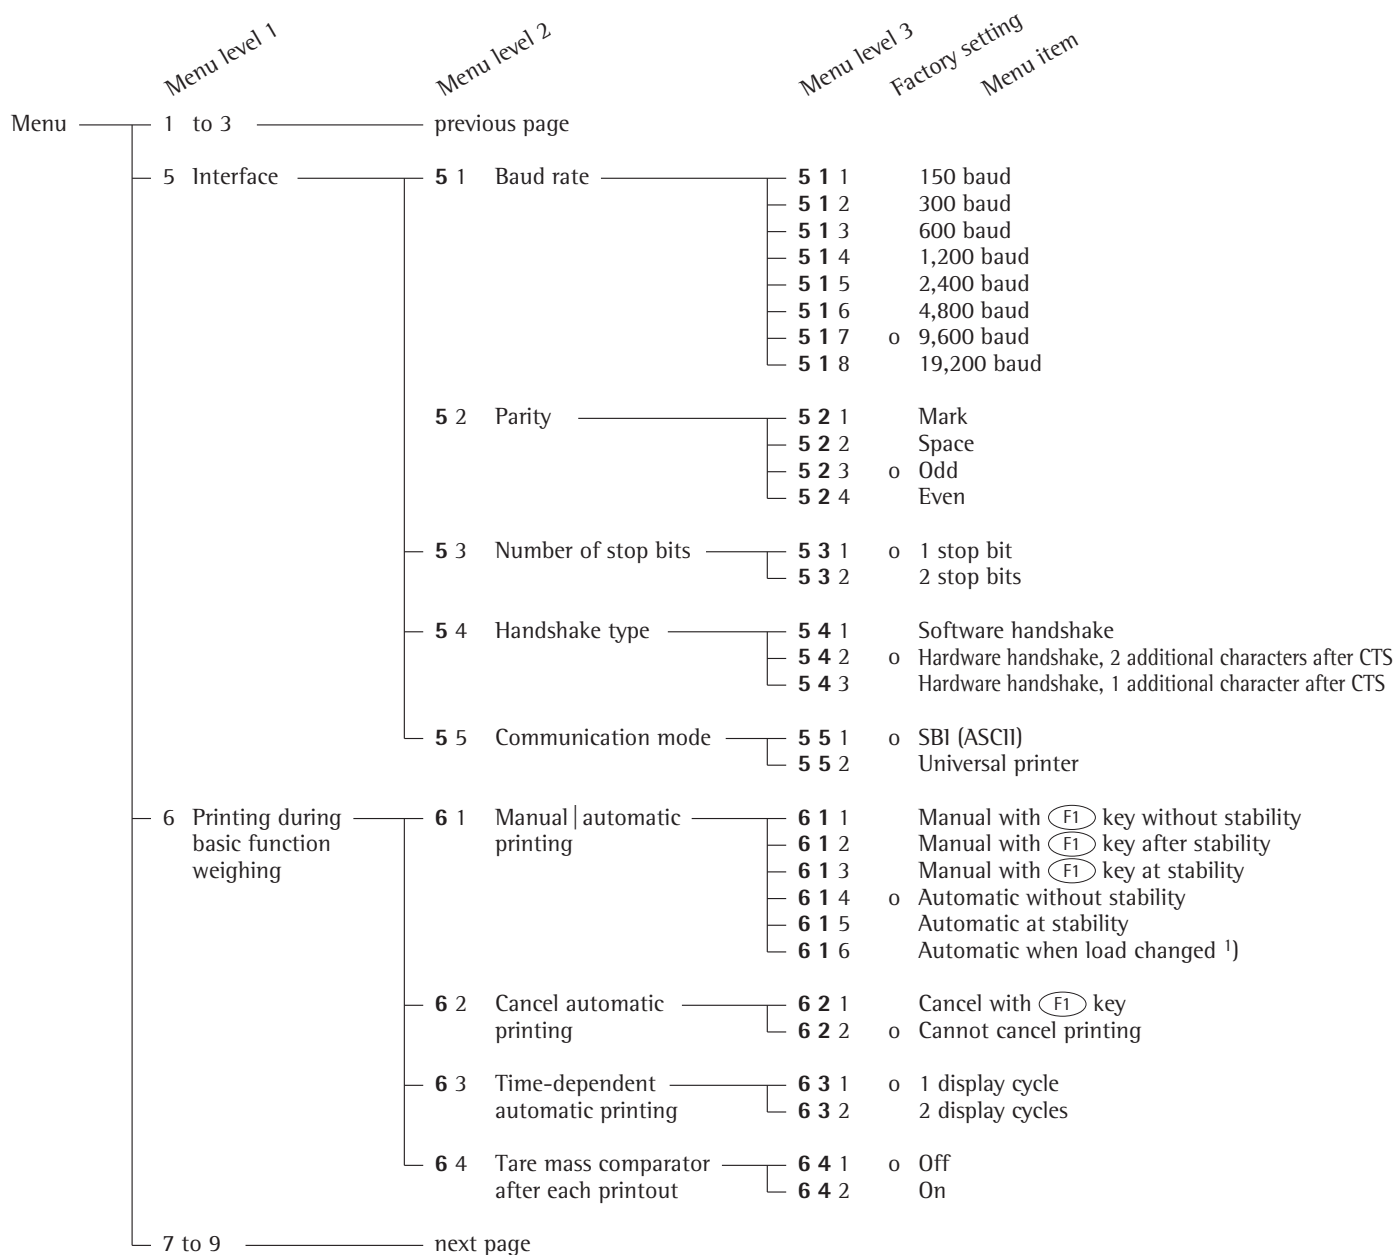 Menu level 1 Menu level 2 Menu level 3 Factory setting Menu item
Menu 1 to 3 previous page
5 Interface 5 1 Baud rate 5 1 1 150 baud
5 1 2 300 baud
5 1 3 600 baud
5 1 4 1,200 baud
5 1 5 2,400 baud
5 1 6 4,800 baud
5 1 7 o 9,600 baud
5 1 8 19,200 baud
5 2 Parity 5 2 1 Mark
5 2 2 Space
5 2 3 o Odd
5 2 4 Even
5 3 Number of stop bits 5 3 1 o 1 stop bit
5 3 2 2 stop bits
5 4 Handshake type 5 4 1 Software handshake
5 4 2 o Hardware handshake, 2 additional characters after CTS
5 4 3 Hardware handshake, 1 additional character after CTS
5 5 Communication mode 5 5 1 o SBI (ASCII)
5 5 2 Universal printer
6 Printing during 6 1 Manual | automatic 6 1 1 Manual with F1 key without stability
basic function printing 6 1 2 Manual with F1 key after stability
weighing 6 1 3 Manual with F1 key at stability
6 1 4 o Automatic without stability
6 1 5 Automatic at stability
6 1 6 Automatic when load changed 1)
6 2 Cancel automatic 6 2 1 Cancel with F1 key
printing 6 2 2 o Cannot cancel printing
6 3 Time-dependent 6 3 1 o 1 display cycle
automatic printing 6 3 2 2 display cycles
6 4 Tare mass comparator 6 4 1 o Off
after each printout 6 4 2 On
7 to 9 next page